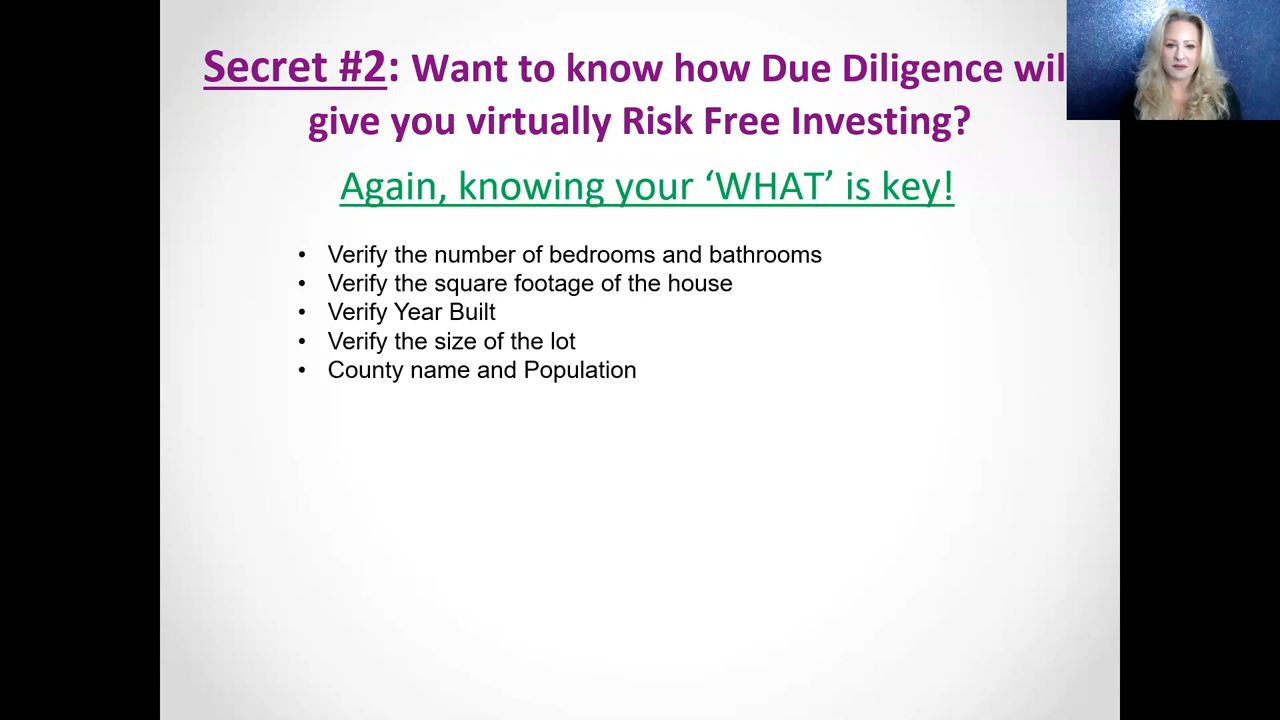 Secret #2: Want to know how Due Diligence wil
give you virtually Risk Free Investing?
Again, knowing your ‘WHAT’ is key!
• Verify the number of bedrooms and bathrooms
• Verify the square footage of the house
• Verify Year Built
• Verify the size of the lot
• County name and Population